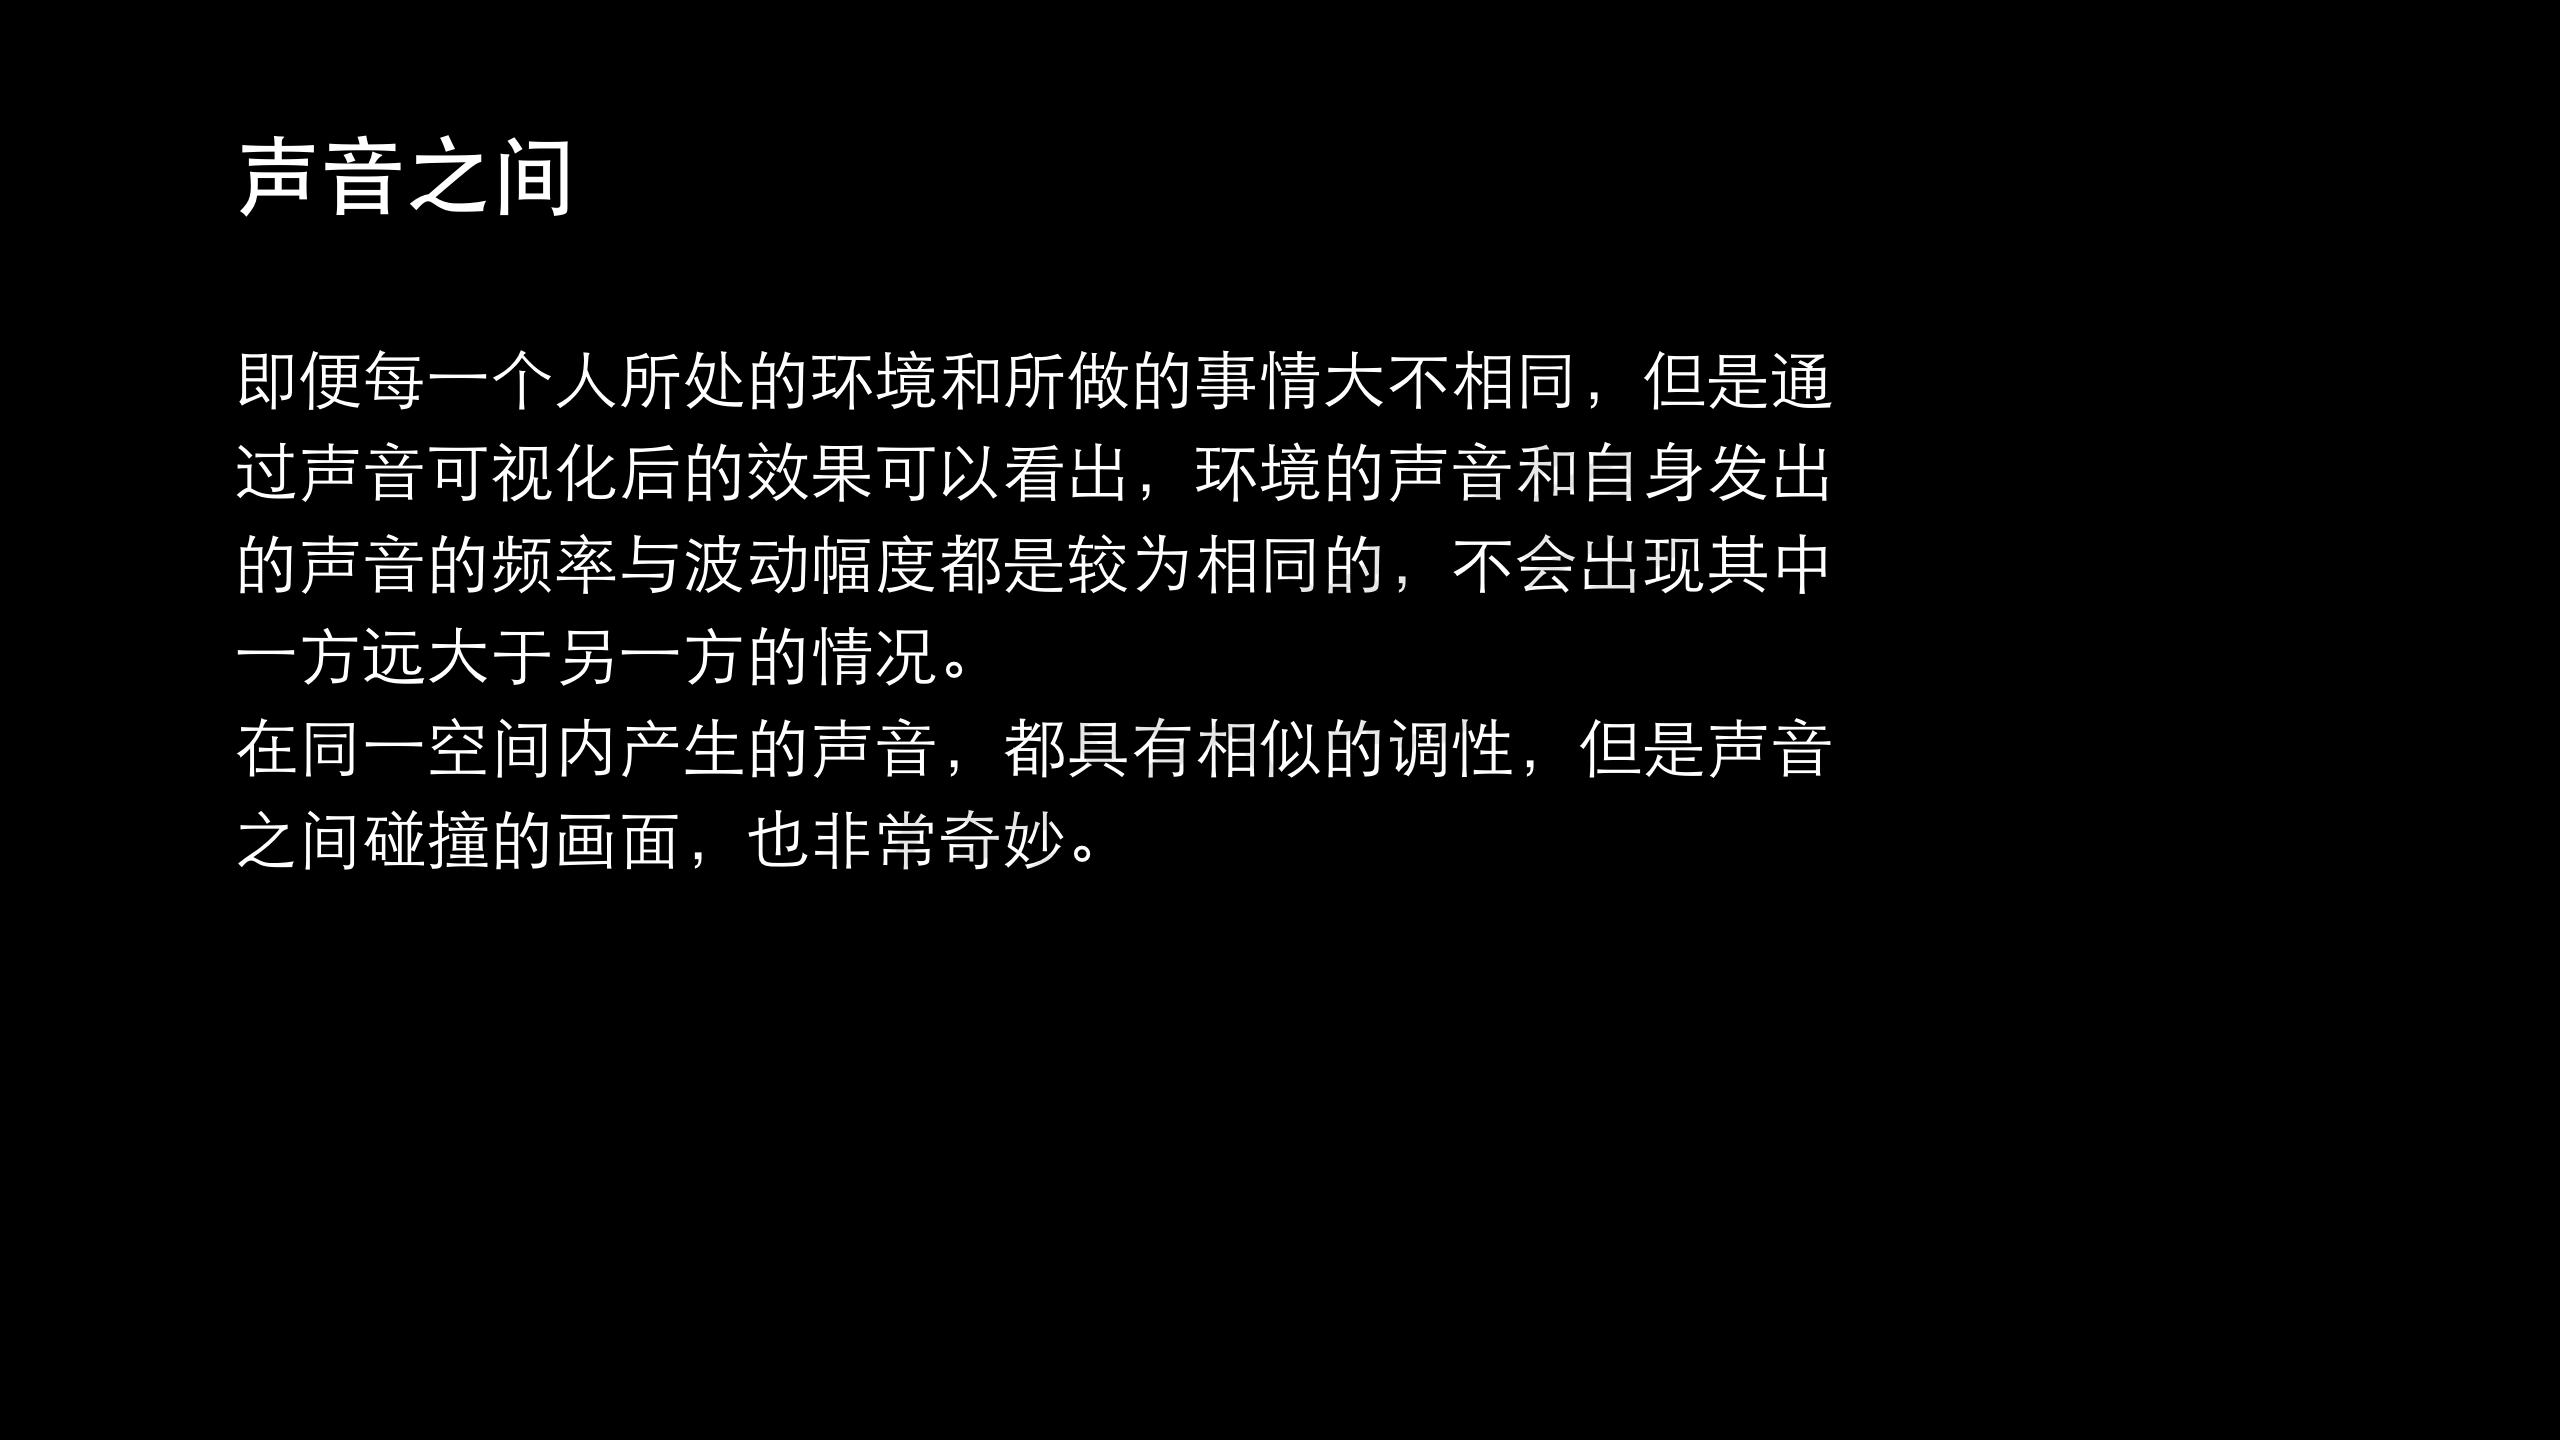 声音之间
即便每一个人所处的环境和所做的事情大不相同，但是通
过声音可视化后的效果可以看出，环境的声音和自身发出
的声音的频率与波动幅度都是较为相同的，不会出现其中
一方远大于另一方的情况。
在同一空间内产生的声音，都具有相似的调性，但是声音
之间碰撞的画面，也非常奇妙。